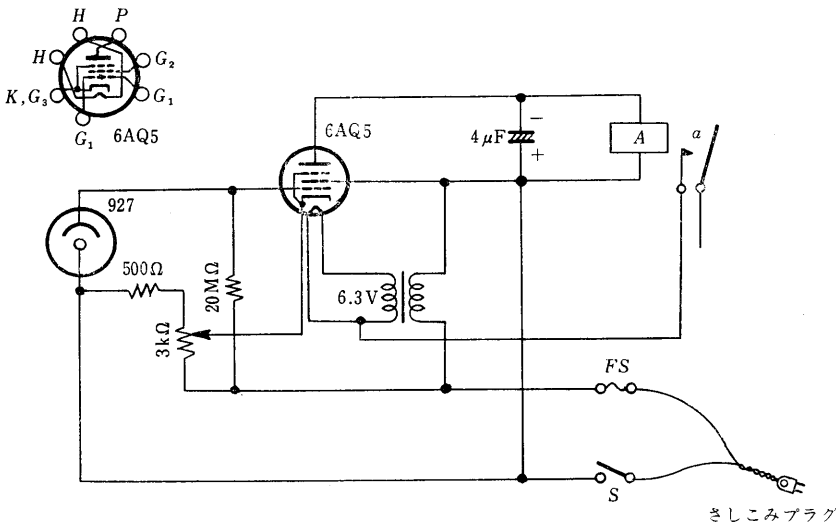 H P
H G₂
K, G₃ G₁
G₁ 6AQ5
6AQ5
4μF
−
+
A
a
927
500Ω
3kΩ
20MΩ
6.3V
FS
S
さしこみプラグ